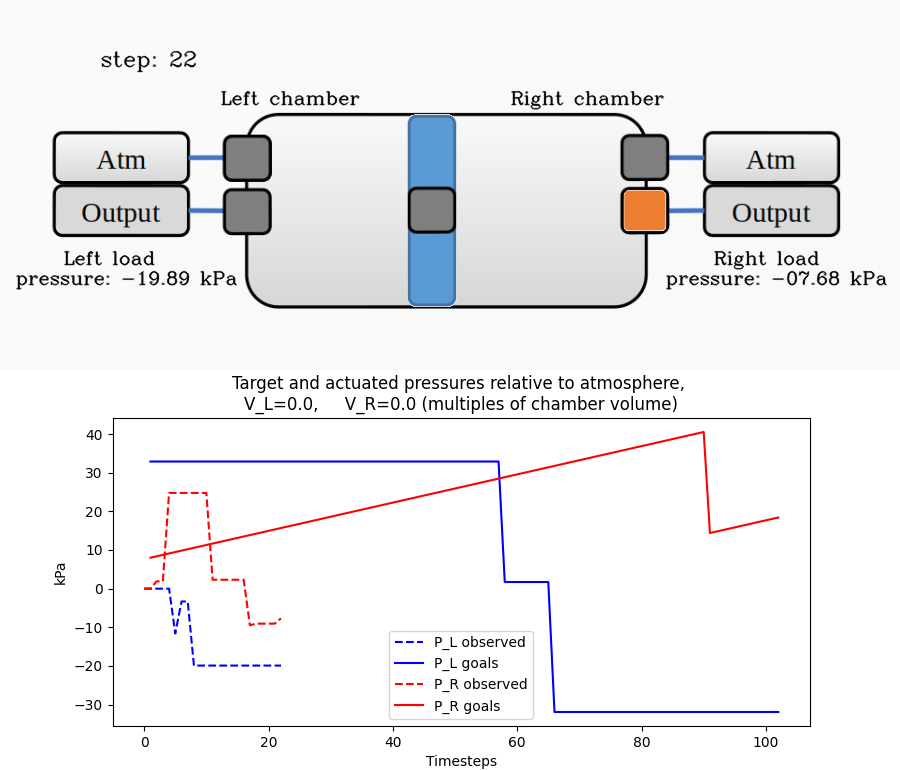 step: 22
Left chamber
Right chamber
Atm
Atm
Output
Output
Left load
pressure: −19.89 kPa
Right load
pressure: −07.68 kPa
Target and actuated pressures relative to atmosphere,
V_L=0.0,     V_R=0.0 (multiples of chamber volume)
kPa
40
30
20
10
0
−10
−20
−30
P_L observed
P_L goals
P_R observed
P_R goals
0 20 40 60 80 100
Timesteps